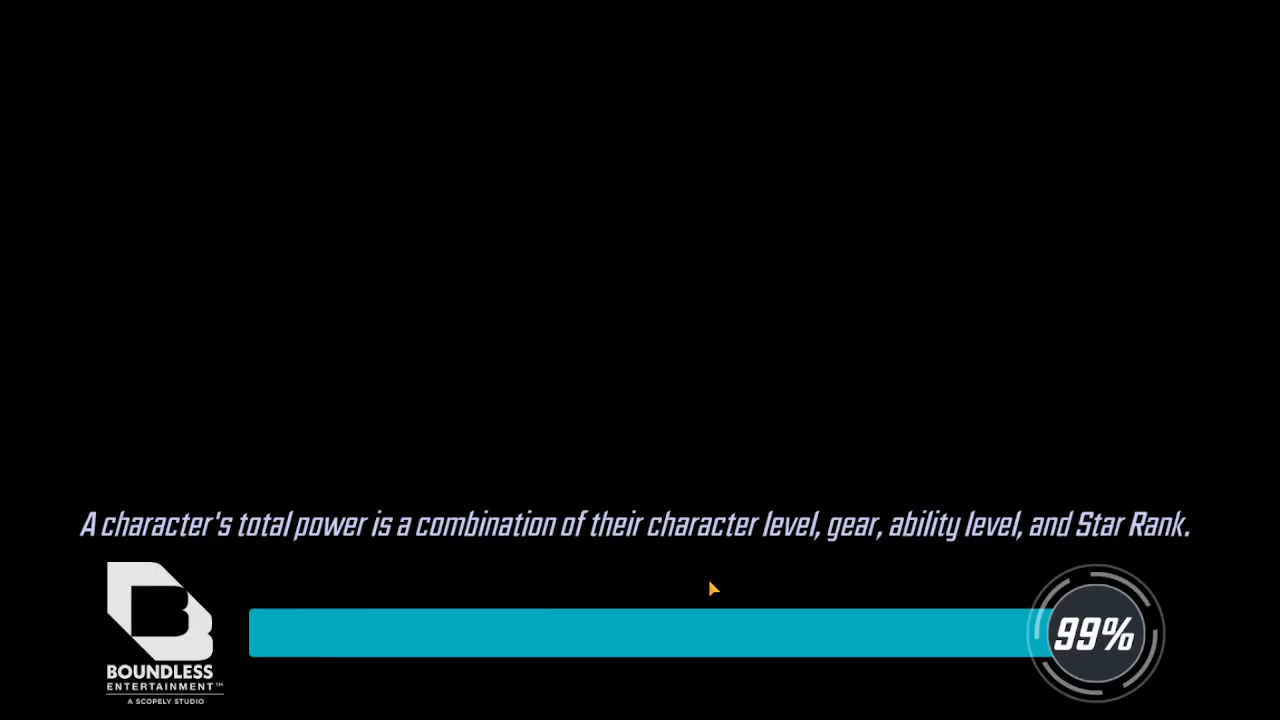 A character's total power is a combination of their character level, gear, ability level, and Star Rank.
99%
BOUNDLESS
ENTERTAINMENT™
A SCOPELY STUDIO